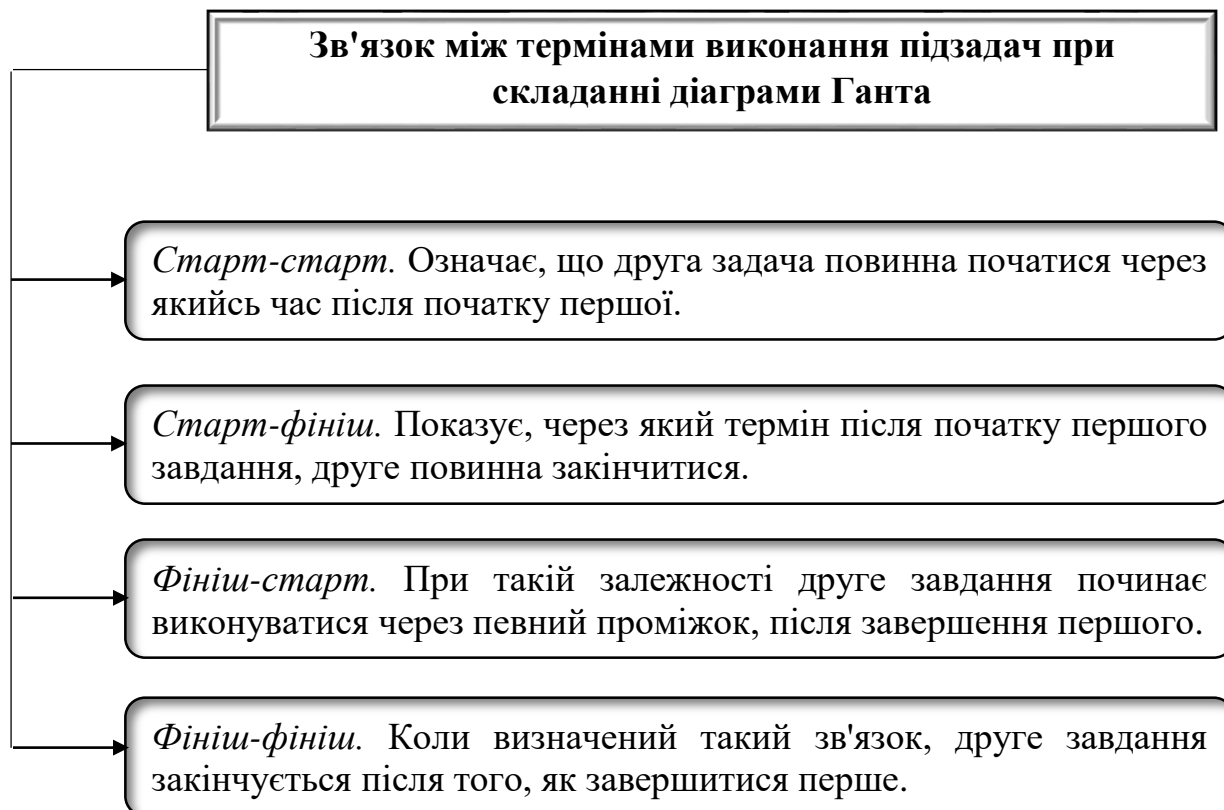 Зв'язок між термінами виконання підзадач при
складанні діаграми Ганта
Старт-старт. Означає, що друга задача повинна початися через
якийсь час після початку першої.
Старт-фініш. Показує, через який термін після початку першого
завдання, друге повинна закінчитися.
Фініш-старт. При такій залежності друге завдання починає
виконуватися через певний проміжок, після завершення першого.
Фініш-фініш. Коли визначений такий зв'язок, друге завдання
закінчується після того, як завершитися перше.